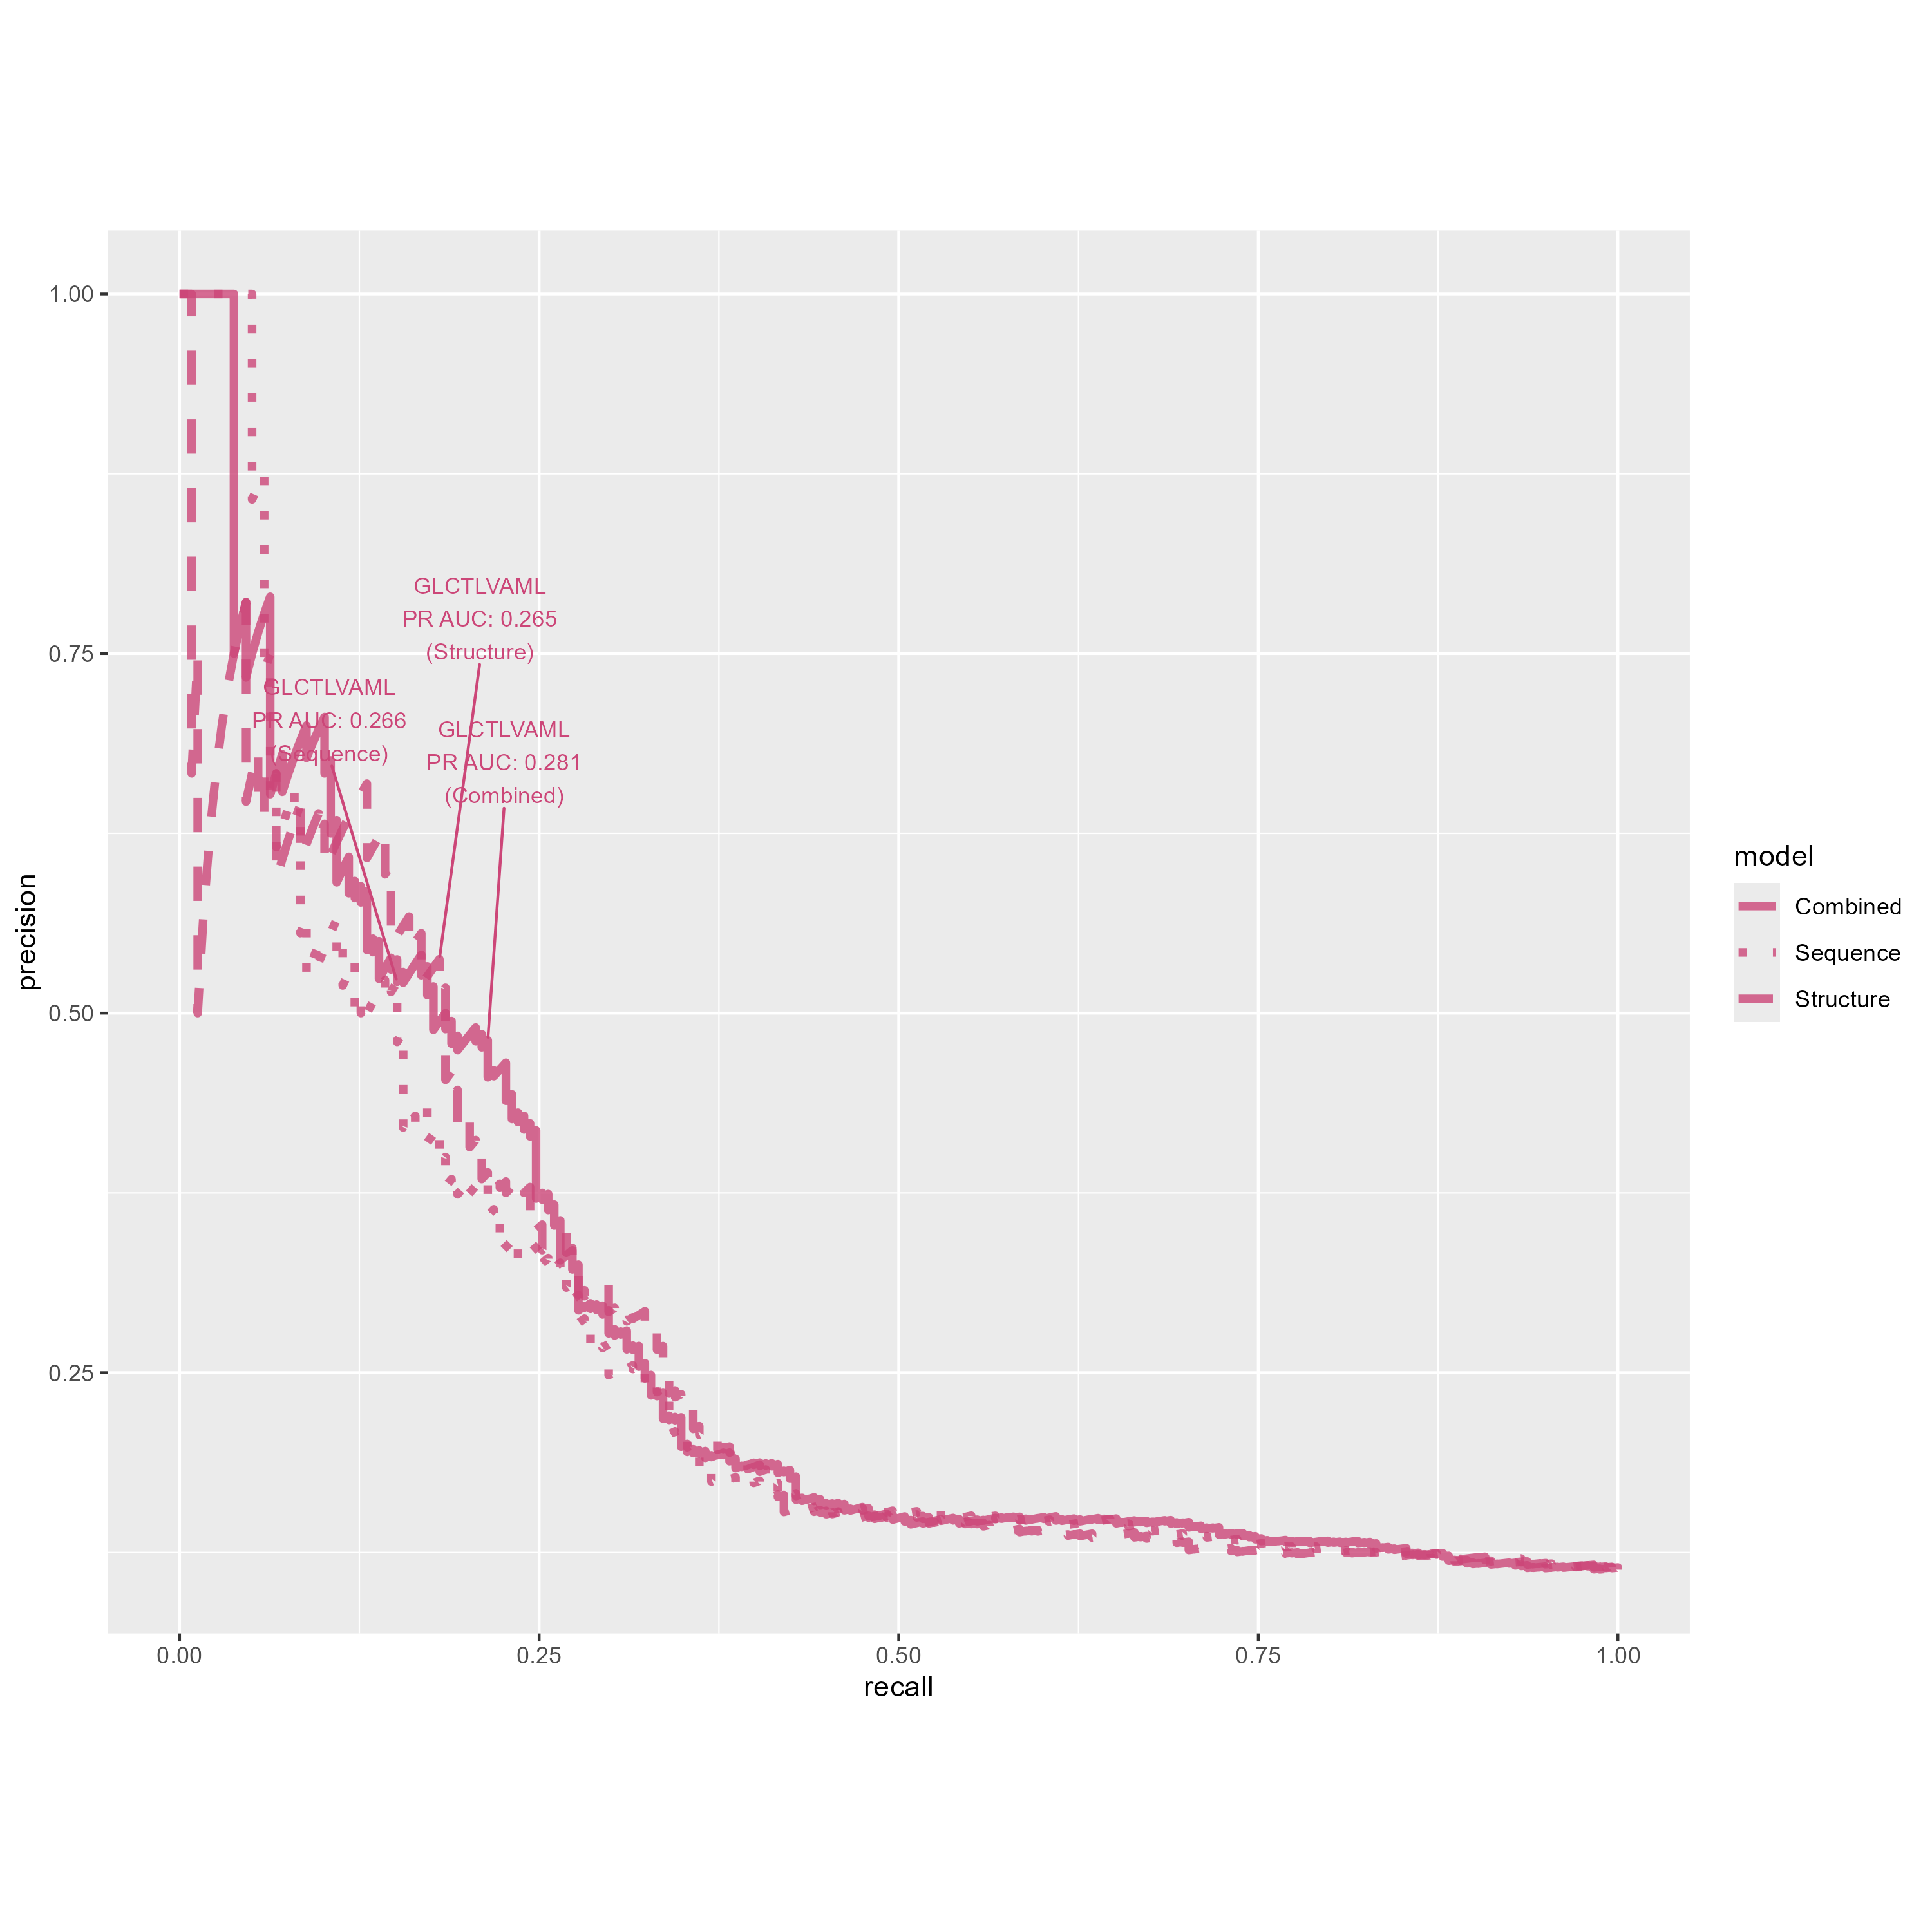 1.00
0.75
0.50
0.25
precision
GLCTLVAML
PR AUC: 0.265
(Structure)
GLCTLVAML
PR AUC: 0.266
(Sequence)
GLCTLVAML
PR AUC: 0.281
(Combined)
0.00
0.25
0.50
0.75
1.00
recall
model
Combined
Sequence
Structure